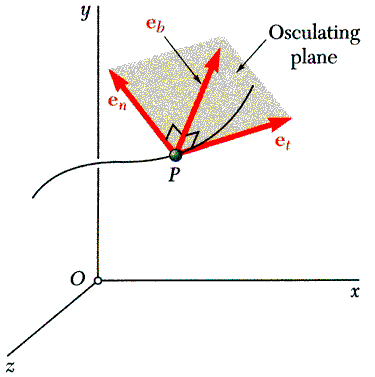 y
e_b
Osculating
plane
e_n
e_t
P
O
x
z